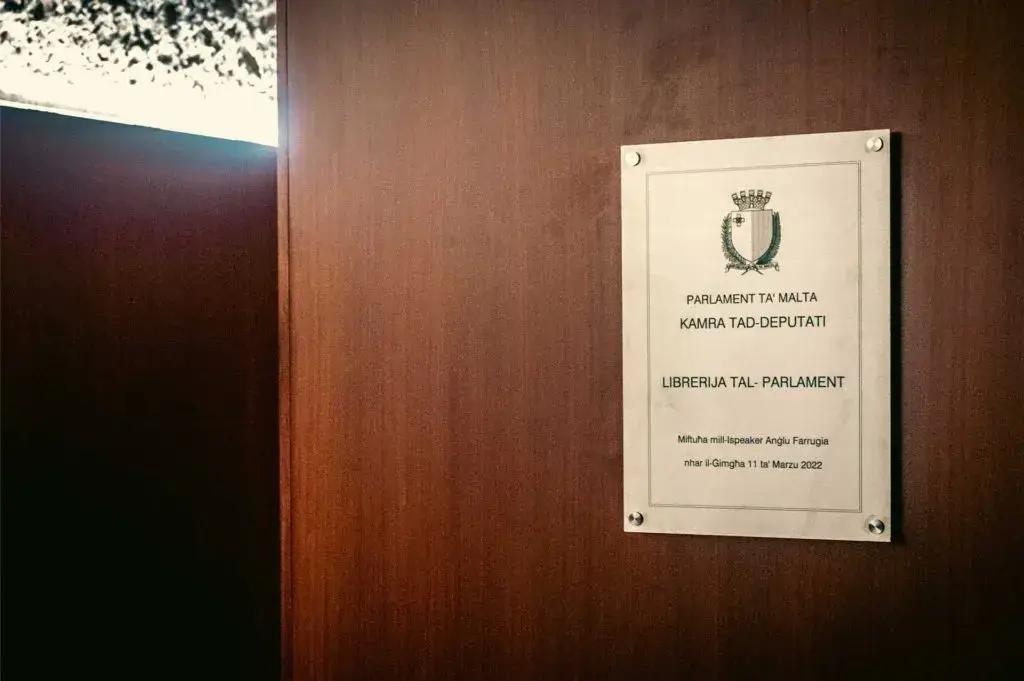 PARLAMENT TA' MALTA
KAMRA TAD-DEPUTATI
LIBRERIJA TAL- PARLAMENT
Miftuħa mill-Ispeaker Anġlu Farrugia
nhar il-Ġimgħa 11 ta' Marzu 2022